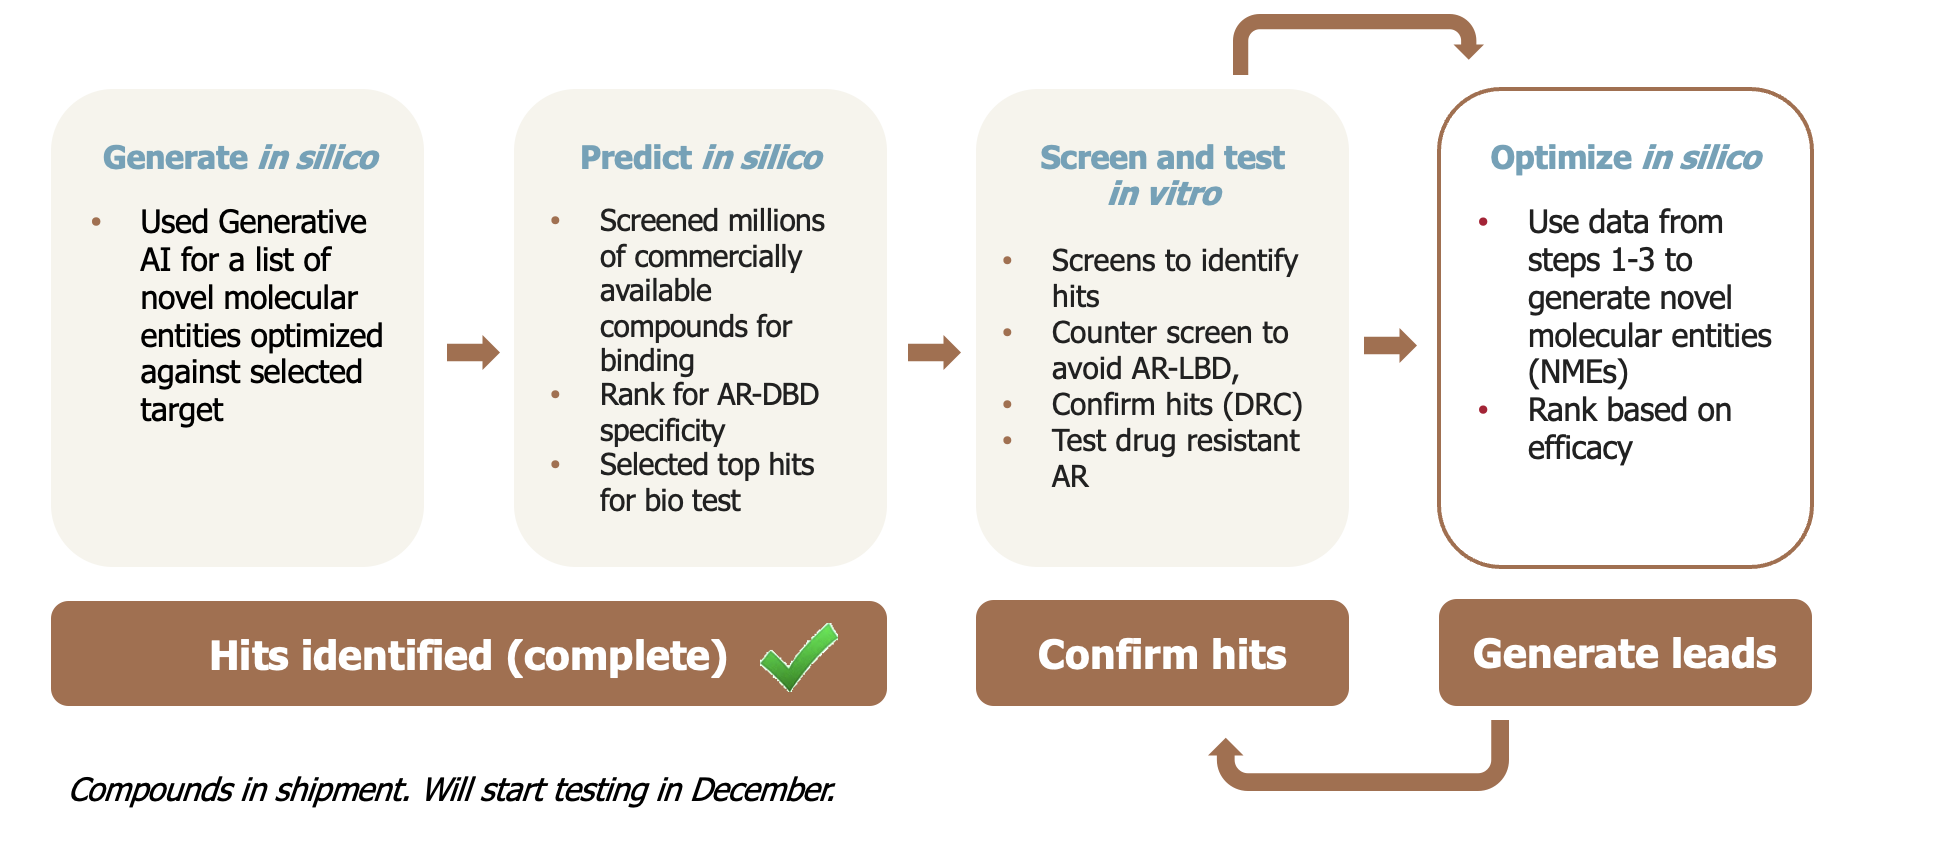 Generate in silico
• Used Generative
AI for a list of
novel molecular
entities optimized
against selected
target
Predict in silico
• Screened millions
of commercially
available
compounds for
binding
• Rank for AR-DBD
specificity
• Selected top hits
for bio test
Screen and test
in vitro
• Screens to identify
hits
• Counter screen to
avoid AR-LBD,
• Confirm hits (DRC)
• Test drug resistant
AR
Optimize in silico
• Use data from
steps 1-3 to
generate novel
molecular entities
(NMEs)
• Rank based on
efficacy
Hits identified (complete)
Confirm hits
Generate leads
Compounds in shipment. Will start testing in December.